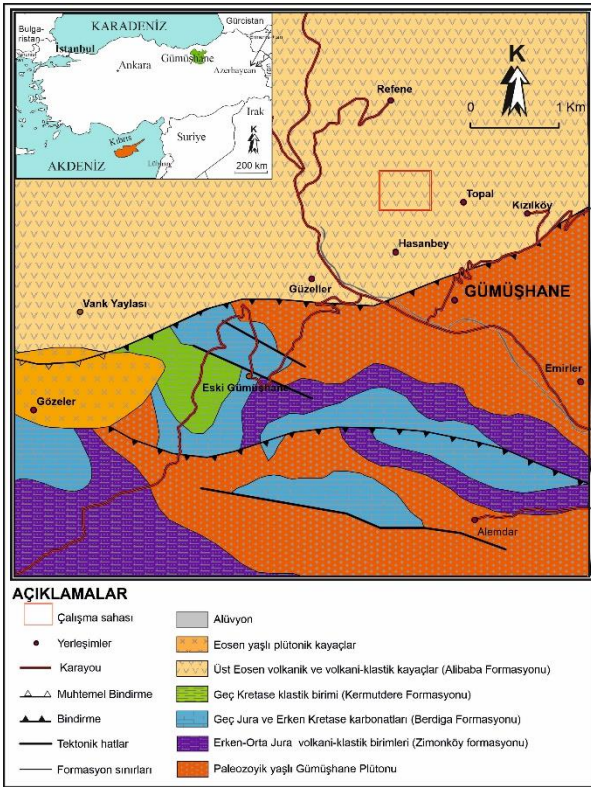 KARADENİZ
Gürcistan
Bulga-
ristan
İstanbul
Ankara
Gümüşhane
Azerbaycan
Irak
Suriye
Kıbrıs
K
AKDENİZ
200 km
K
0 1 Km
Refene
Topal
Kızılköy
Hasanbey
Güzeller
GÜMÜŞHANE
Vank Yaylası
Emirler
Eski Gümüşhane
Gözeler
Alemdar
AÇIKLAMALAR
Çalışma sahası
Yerleşimler
Karayou
Muhtemel Bindirme
Bindirme
Tektonik hatlar
Formasyon sınırları
Alüvyon
Eosen yaşlı plütonik kayaçlar
Üst Eosen volkanik ve volkani-klastik kayaçlar (Alibaba Formasyonu)
Geç Kretase klastik birimi (Kermutdere Formasyonu)
Geç Jura ve Erken Kretase karbonatları (Berdiga Formasyonu)
Erken-Orta Jura volkani-klastik birimleri (Zimonköy formasyonu)
Paleozoyik yaşlı Gümüşhane Plütonu